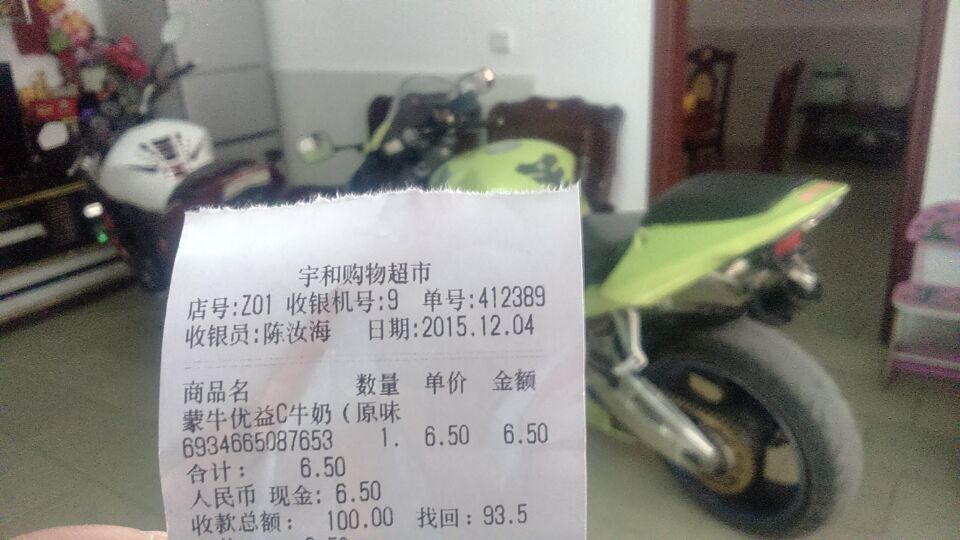 宇和购物超市
店号:Z01 收银机号:9 单号:412389
收银员:陈汝海 日期:2015.12.04
商品名 数量 单价 金额
蒙牛优益C牛奶（原味
6934665087653 1. 6.50 6.50
合计： 6.50
人民币 现金: 6.50
收款总额： 100.00 找回：93.5